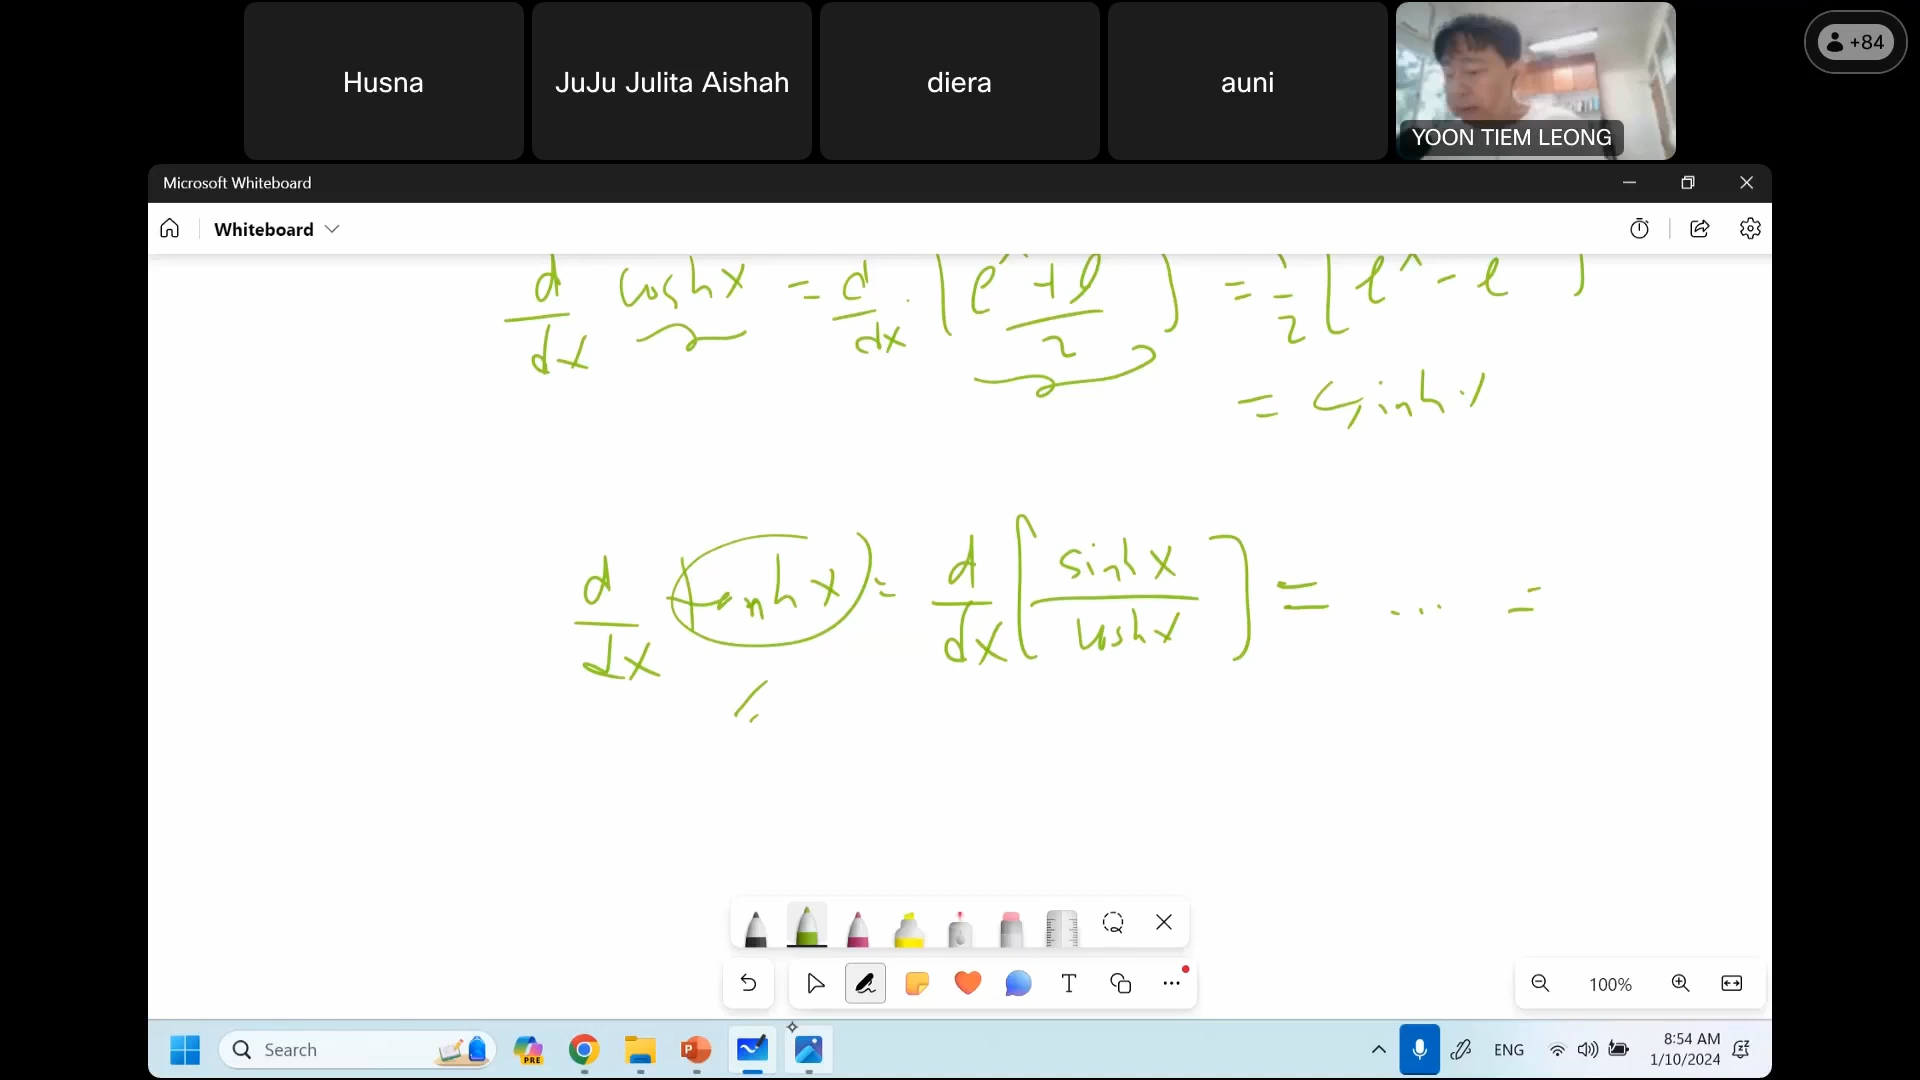 Husna
JuJu Julita Aishah
diera
auni
YOON TIEM LEONG
+84
Microsoft Whiteboard
Whiteboard
d/dx cosh x = d/dx [ e^x + e / 2 ] = 1/2 [ e^x - e ]
= sinh x
d/dx tanh x = d/dx [ sinh x / cosh x ] = ... =
100%
Search
PRE
ENG
8:54 AM
1/10/2024